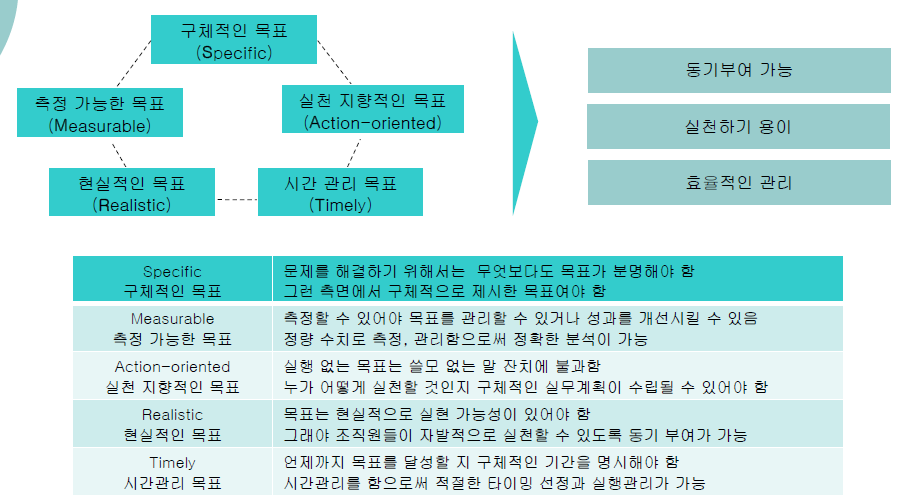 구체적인 목표
(Specific)
측정 가능한 목표
(Measurable)
실천 지향적인 목표
(Action-oriented)
현실적인 목표
(Realistic)
시간 관리 목표
(Timely)
동기부여 가능
실천하기 용이
효율적인 관리
Specific
구체적인 목표
문제를 해결하기 위해서는 무엇보다도 목표가 분명해야 함
그런 측면에서 구체적으로 제시한 목표여야 함
Measurable
측정 가능한 목표
측정할 수 있어야 목표를 관리할 수 있거나 성과를 개선시킬 수 있음
정량 수치로 측정, 관리함으로써 정확한 분석이 가능
Action-oriented
실천 지향적인 목표
실행 없는 목표는 쓸모 없는 말 잔치에 불과함
누가 어떻게 실천할 것인지 구체적인 실무계획이 수립될 수 있어야 함
Realistic
현실적인 목표
목표는 현실적으로 실현 가능성이 있어야 함
그래야 조직원들이 자발적으로 실천할 수 있도록 동기 부여가 가능
Timely
시간관리 목표
언제까지 목표를 달성할 지 구체적인 기간을 명시해야 함
시간관리를 함으로써 적절한 타이밍 선정과 실행관리가 가능